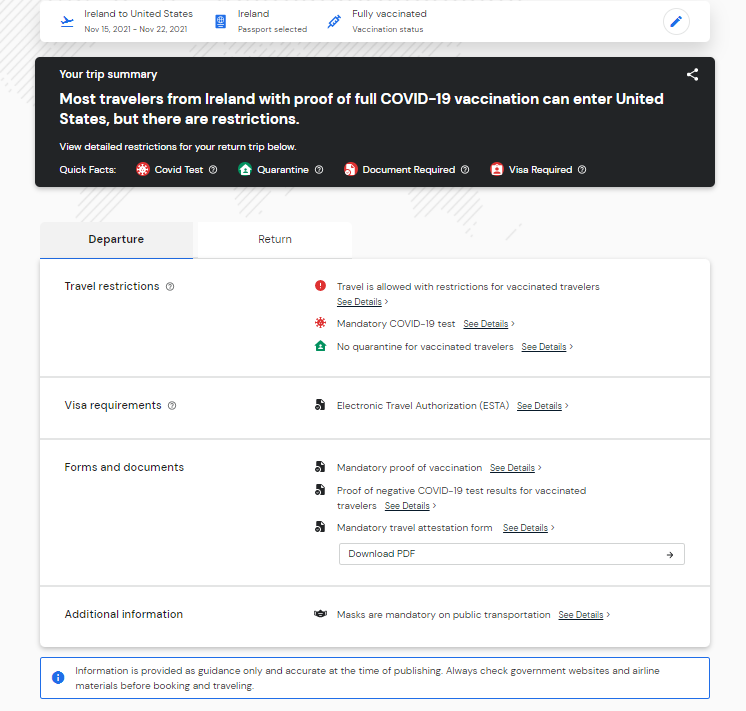 Ireland to United States
Nov 15, 2021 - Nov 22, 2021
Ireland
Passport selected
Fully vaccinated
Vaccination status
Your trip summary
Most travelers from Ireland with proof of full COVID-19 vaccination can enter United
States, but there are restrictions.
View detailed restrictions for your return trip below.
Quick Facts: Covid Test Quarantine Document Required Visa Required
Departure Return
Travel restrictions
Travel is allowed with restrictions for vaccinated travelers
See Details >
Mandatory COVID-19 test See Details >
No quarantine for vaccinated travelers See Details >
Visa requirements
Electronic Travel Authorization (ESTA) See Details >
Forms and documents
Mandatory proof of vaccination See Details >
Proof of negative COVID-19 test results for vaccinated
travelers See Details >
Mandatory travel attestation form See Details >
Download PDF
Additional information
Masks are mandatory on public transportation See Details >
Information is provided as guidance only and accurate at the time of publishing. Always check government websites and airline
materials before booking and traveling.